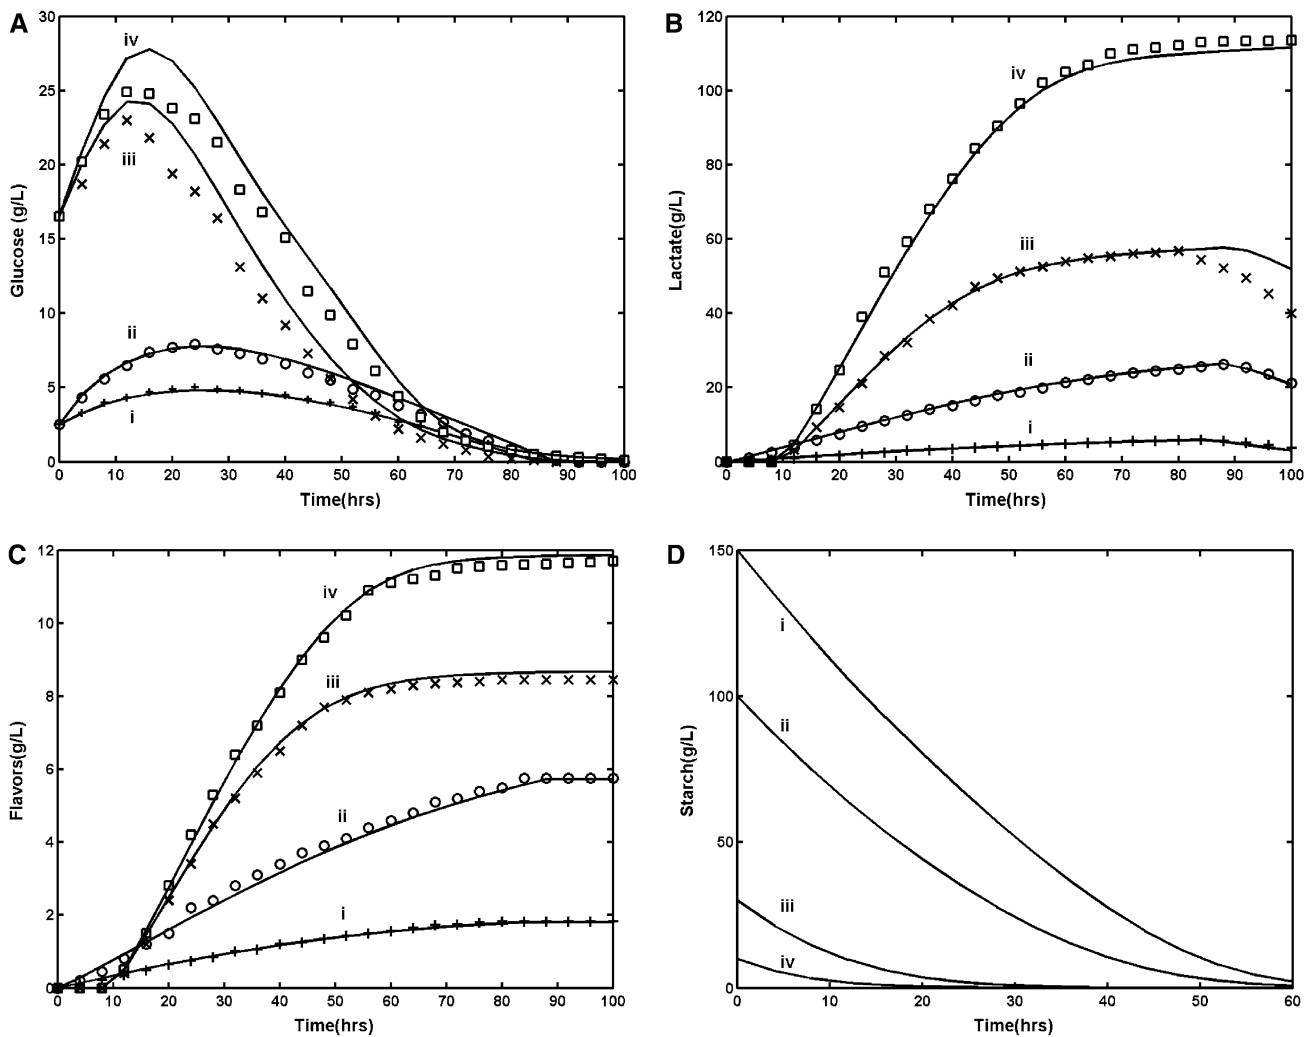 A
Glucose (g/L)
30
25
20
15
10
5
0
iv
iii
ii
i
0 10 20 30 40 50 60 70 80 90 100
Time(hrs)
B
Lactate(g/L)
120
100
80
60
40
20
0
iv
iii
ii
i
0 10 20 30 40 50 60 70 80 90 100
Time(hrs)
C
Flavors(g/L)
12
10
8
6
4
2
0
iv
iii
ii
i
0 10 20 30 40 50 60 70 80 90 100
Time(hrs)
D
Starch(g/L)
150
100
50
0
i
ii
iii
iv
0 10 20 30 40 50 60
Time(hrs)